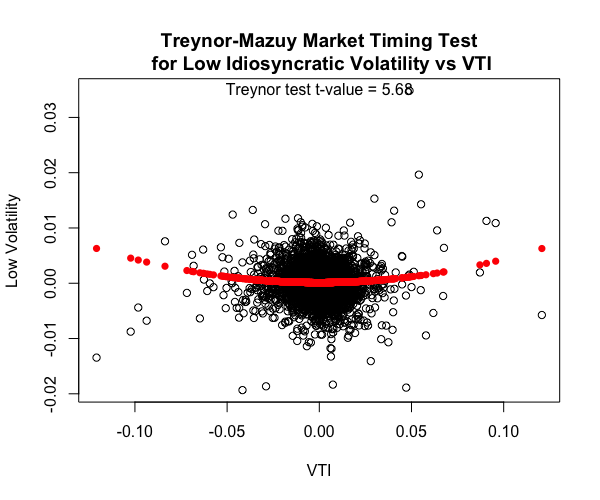 Treynor-Mazuy Market Timing Test
for Low Idiosyncratic Volatility vs VTI
Treynor test t-value = 5.68
Low Volatility
0.03
0.02
0.01
0.00
-0.01
-0.02
-0.10
-0.05
0.00
0.05
0.10
VTI